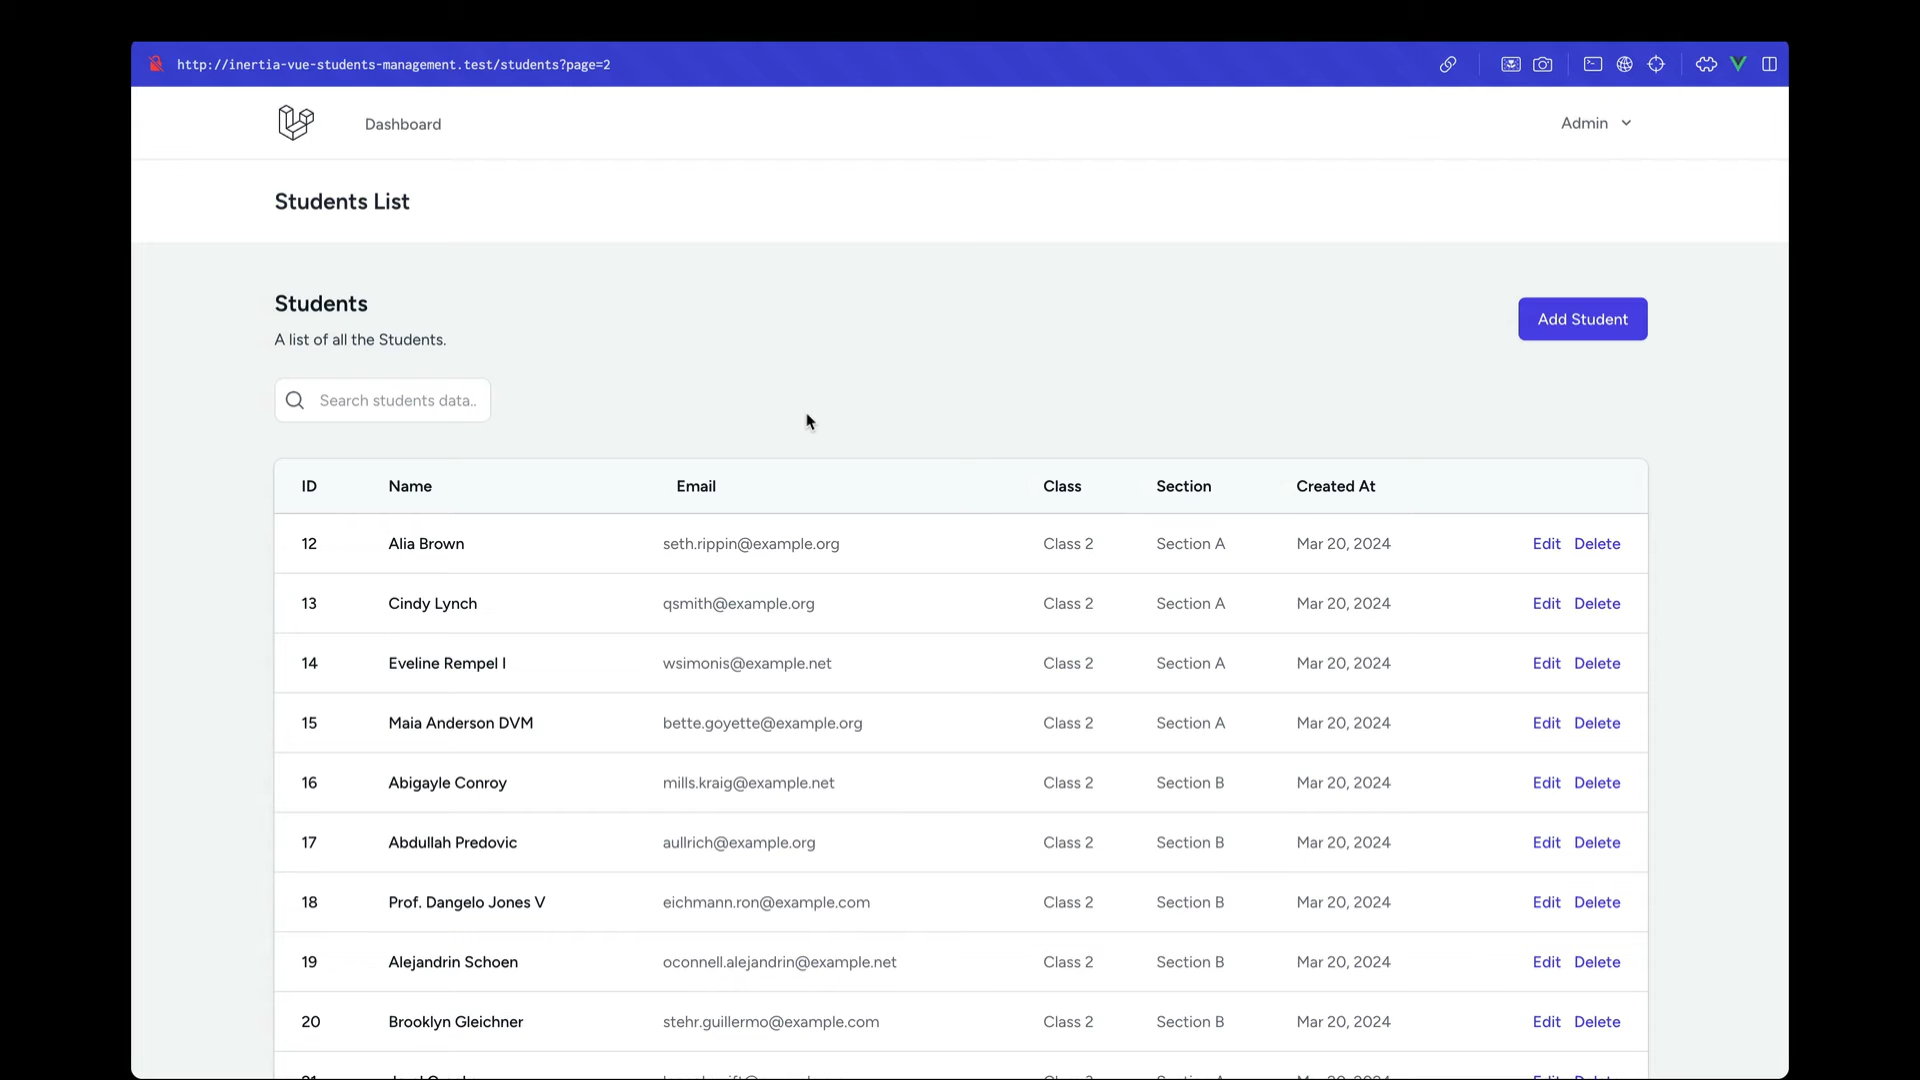 http://inertia-vue-students-management.test/students?page=2
Dashboard
Admin
Students List
Students
A list of all the Students.
Add Student
Search students data..
ID Name Email Class Section Created At
12 Alia Brown seth.rippin@example.org Class 2 Section A Mar 20, 2024 Edit Delete
13 Cindy Lynch qsmith@example.org Class 2 Section A Mar 20, 2024 Edit Delete
14 Eveline Rempel I wsimonis@example.net Class 2 Section A Mar 20, 2024 Edit Delete
15 Maia Anderson DVM bette.goyette@example.org Class 2 Section A Mar 20, 2024 Edit Delete
16 Abigayle Conroy mills.kraig@example.net Class 2 Section B Mar 20, 2024 Edit Delete
17 Abdullah Predovic aullrich@example.org Class 2 Section B Mar 20, 2024 Edit Delete
18 Prof. Dangelo Jones V eichmann.ron@example.com Class 2 Section B Mar 20, 2024 Edit Delete
19 Alejandrin Schoen oconnell.alejandrin@example.net Class 2 Section B Mar 20, 2024 Edit Delete
20 Brooklyn Gleichner stehr.guillermo@example.com Class 2 Section B Mar 20, 2024 Edit Delete